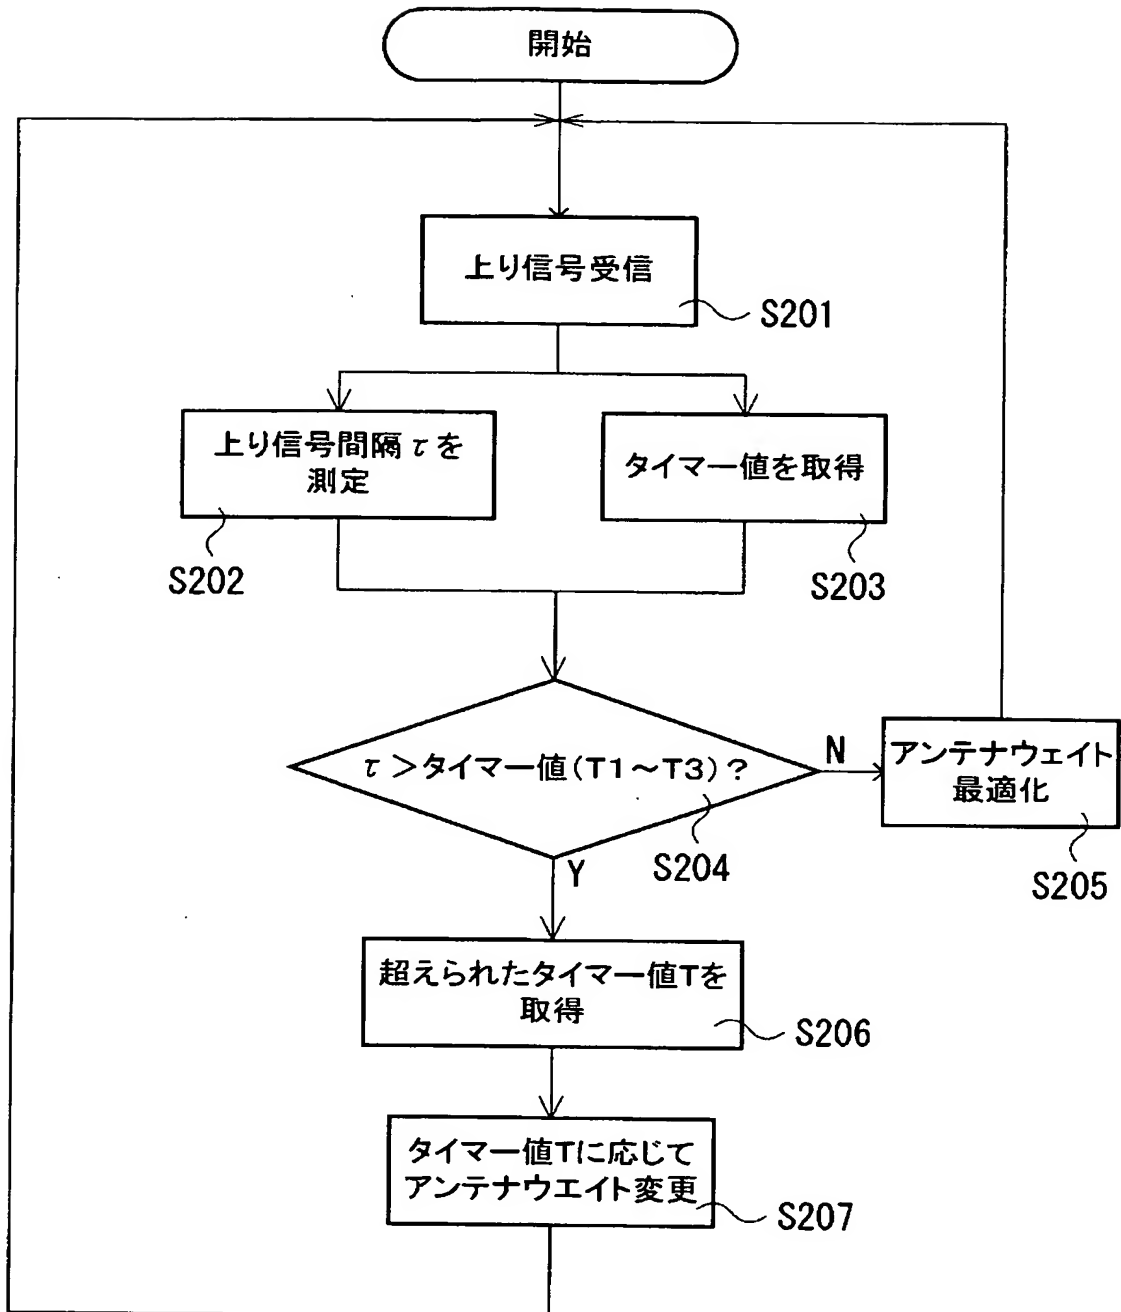 開始
上り信号受信
S201
上り信号間隔τを
測定
S202
タイマー値を取得
S203
τ>タイマー値(T1~T3)?
S204
N
アンテナウェイト
最適化
S205
Y
超えられたタイマー値Tを
取得
S206
タイマー値Tに応じて
アンテナウエイト変更
S207